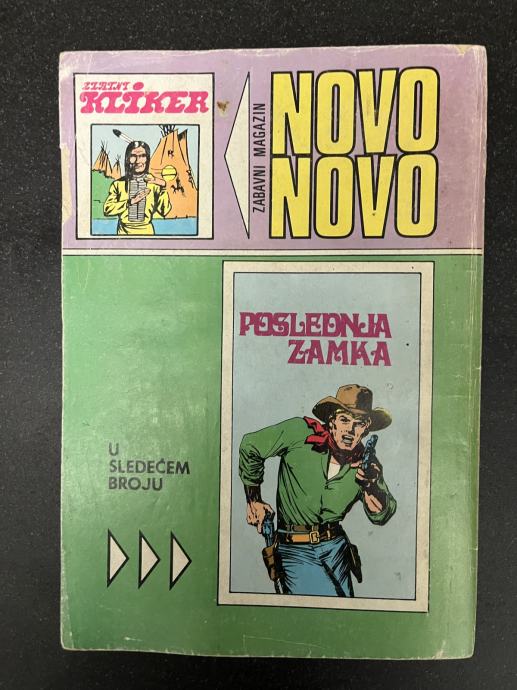 ZLATNI
KLIKER
ZABAVNI MAGAZIN
NOVO
NOVO
POSLEDNJA
ZAMKA
U
SLEDEĆEM
BROJU